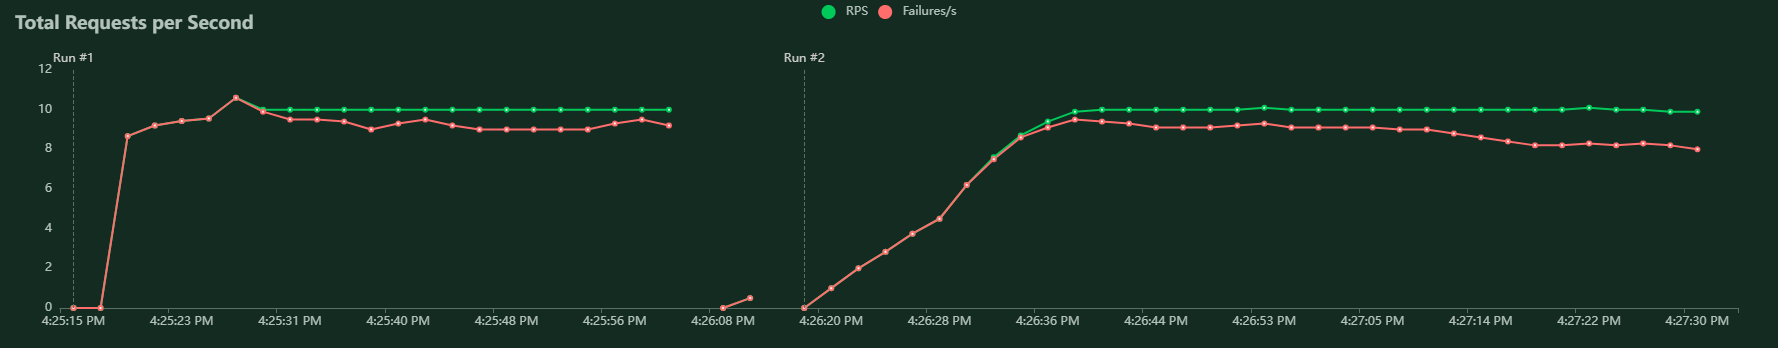 Total Requests per Second
RPS
Failures/s
Run #1
Run #2
12
10
8
6
4
2
0
4:25:15 PM
4:25:23 PM
4:25:31 PM
4:25:40 PM
4:25:48 PM
4:25:56 PM
4:26:08 PM
4:26:20 PM
4:26:28 PM
4:26:36 PM
4:26:44 PM
4:26:53 PM
4:27:05 PM
4:27:14 PM
4:27:22 PM
4:27:30 PM